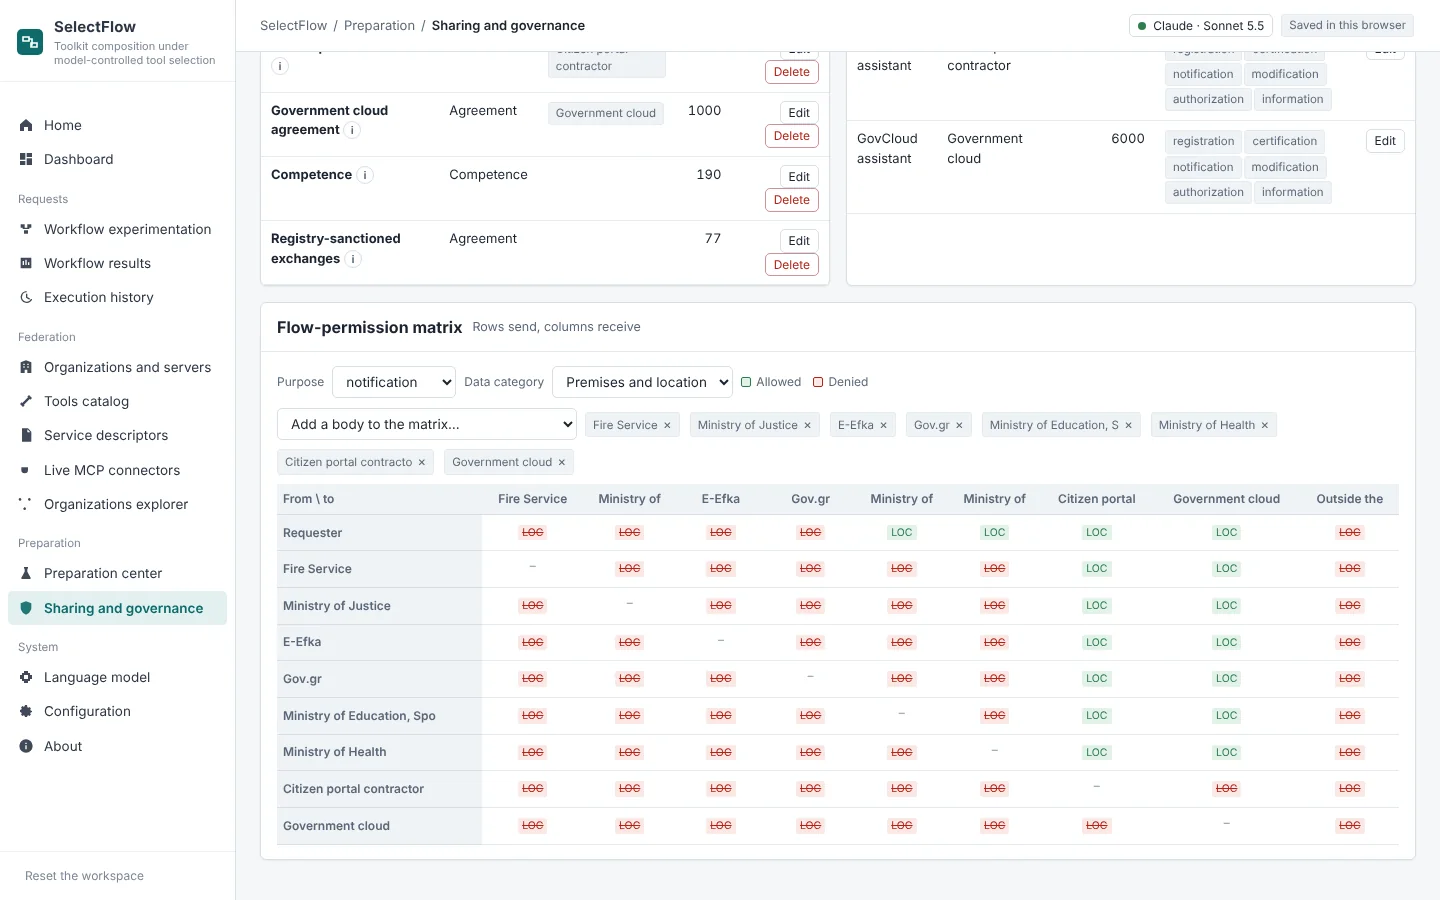 SelectFlow
Toolkit composition under
model-controlled tool selection
Home
Dashboard
Requests
Workflow experimentation
Workflow results
Execution history
Federation
Organizations and servers
Tools catalog
Service descriptors
Live MCP connectors
Organizations explorer
Preparation
Preparation center
Sharing and governance
System
Language model
Configuration
About
Reset the workspace
SelectFlow / Preparation / Sharing and governance
Claude · Sonnet 5.5
Saved in this browser
i
contractor
Delete
Government cloud
agreement i
Agreement
Government cloud
1000
Edit
Delete
Competence i
Competence
190
Edit
Delete
Registry-sanctioned
exchanges i
Agreement
77
Edit
Delete
assistant
contractor
notification modification
authorization information
GovCloud
assistant
Government
cloud
6000
registration certification
notification modification
authorization information
Edit
Flow-permission matrix Rows send, columns receive
Purpose notification Data category Premises and location Allowed Denied
Add a body to the matrix... Fire Service × Ministry of Justice × E-Efka × Gov.gr × Ministry of Education, S × Ministry of Health ×
Citizen portal contracto × Government cloud ×
From \ to Fire Service Ministry of E-Efka Gov.gr Ministry of Ministry of Citizen portal Government cloud Outside the
Requester LOC LOC LOC LOC LOC LOC LOC LOC LOC
Fire Service – LOC LOC LOC LOC LOC LOC LOC LOC
Ministry of Justice LOC – LOC LOC LOC LOC LOC LOC LOC
E-Efka LOC LOC – LOC LOC LOC LOC LOC LOC
Gov.gr LOC LOC LOC – LOC LOC LOC LOC LOC
Ministry of Education, Spo LOC LOC LOC LOC – LOC LOC LOC LOC
Ministry of Health LOC LOC LOC LOC LOC – LOC LOC LOC
Citizen portal contractor LOC LOC LOC LOC LOC LOC – LOC LOC
Government cloud LOC LOC LOC LOC LOC LOC LOC – LOC